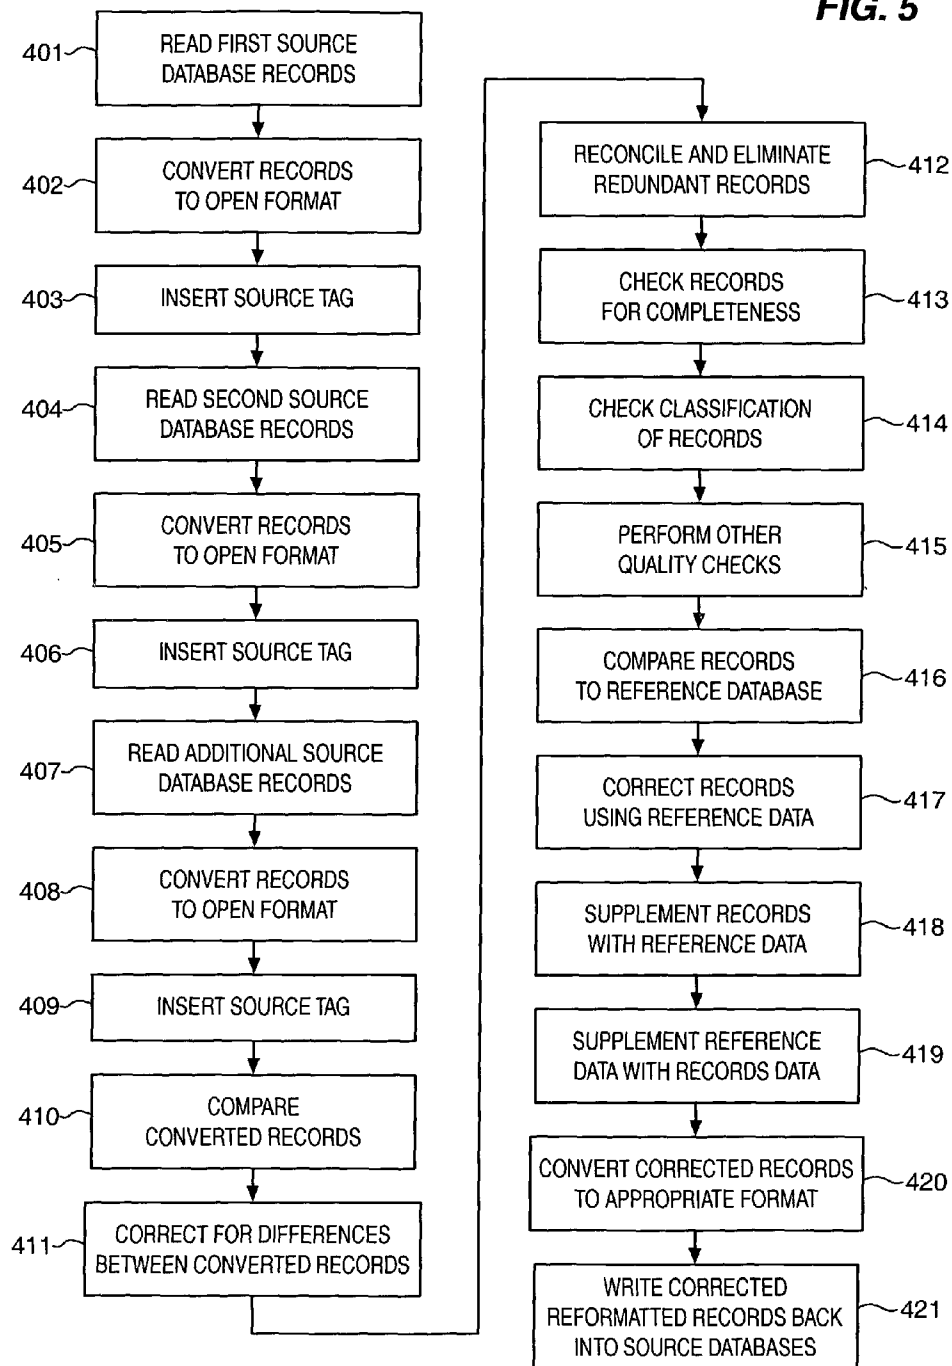 FIG. 5
401
READ FIRST SOURCE
DATABASE RECORDS
402
CONVERT RECORDS
TO OPEN FORMAT
403
INSERT SOURCE TAG
404
READ SECOND SOURCE
DATABASE RECORDS
405
CONVERT RECORDS
TO OPEN FORMAT
406
INSERT SOURCE TAG
407
READ ADDITIONAL SOURCE
DATABASE RECORDS
408
CONVERT RECORDS
TO OPEN FORMAT
409
INSERT SOURCE TAG
410
COMPARE
CONVERTED RECORDS
411
CORRECT FOR DIFFERENCES
BETWEEN CONVERTED RECORDS
RECONCILE AND ELIMINATE
REDUNDANT RECORDS
412
CHECK RECORDS
FOR COMPLETENESS
413
CHECK CLASSIFICATION
OF RECORDS
414
PERFORM OTHER
QUALITY CHECKS
415
COMPARE RECORDS
TO REFERENCE DATABASE
416
CORRECT RECORDS
USING REFERENCE DATA
417
SUPPLEMENT RECORDS
WITH REFERENCE DATA
418
SUPPLEMENT REFERENCE
DATA WITH RECORDS DATA
419
CONVERT CORRECTED RECORDS
TO APPROPRIATE FORMAT
420
WRITE CORRECTED
REFORMATTED RECORDS BACK
INTO SOURCE DATABASES
421